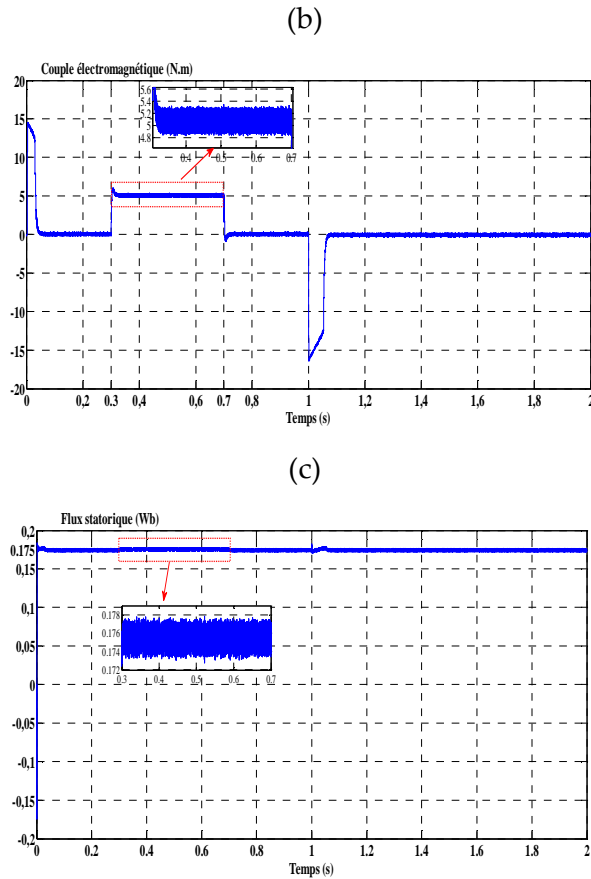 (b)
Couple électromagnétique (N.m)
20
15
10
5
0
-5
-10
-15
-20
5.6
5.4
5.2
5
4.8
0.4 0.5 0.6 0.7
0 0,2 0.3 0,4 0,6 0.7 0,8 1 1,2 1,4 1,6 1,8 2
Temps (s)
(c)
Flux statorique (Wb)
0,2
0.175
0,15
0,1
0,05
0
-0,05
-0,1
-0,15
-0,2
0.178
0.176
0.174
0.172
0.3 0.4 0.5 0.6 0.7
0 0.2 0.4 0.6 0.8 1 1.2 1.4 1.6 1.8 2
Temps (s)